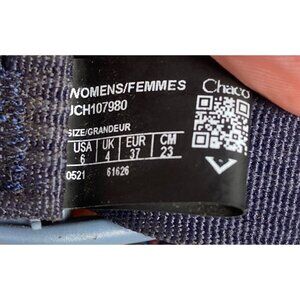 WOMENS/FEMMES
JCH107980
SIZE/GRANDEUR
USA UK EUR CM
6 4 37 23
0521 61626
Chaco